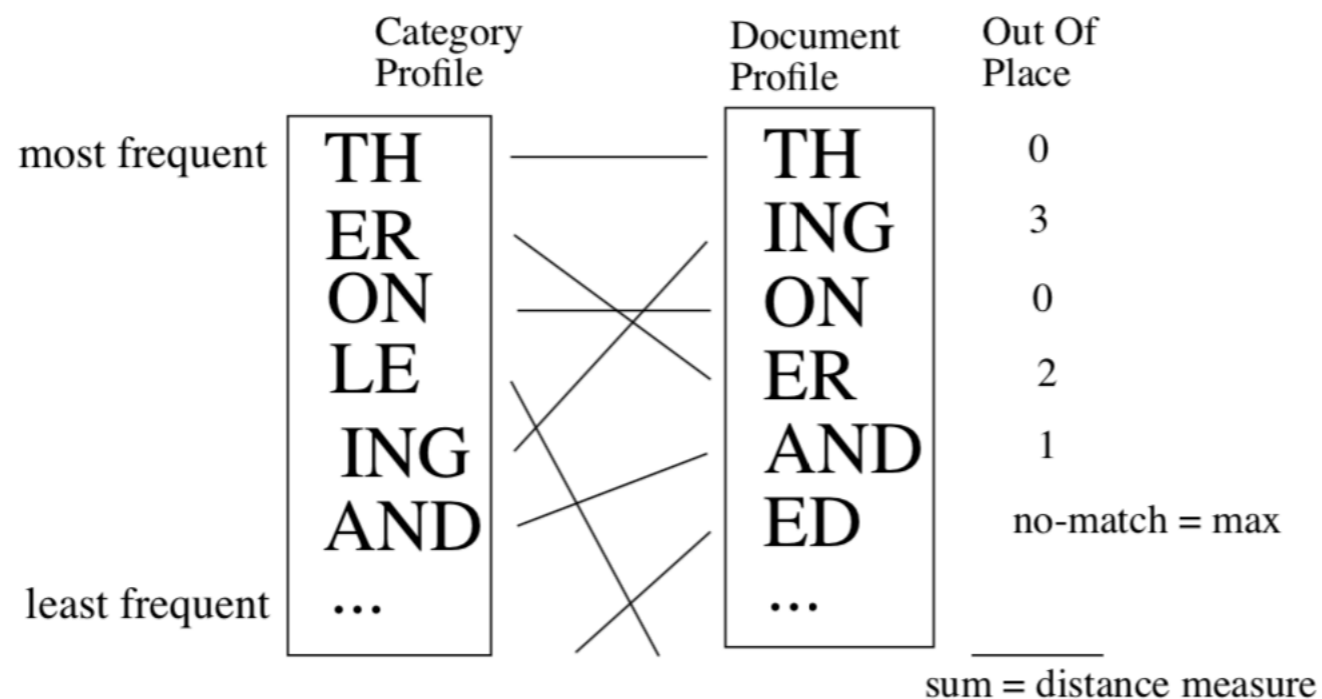 Category
Profile
Document
Profile
Out Of
Place
most frequent
TH
TH
0
ER
ING
3
ON
ON
0
LE
ER
2
ING
AND
1
AND
ED
no-match = max
least frequent
...
...
sum = distance measure